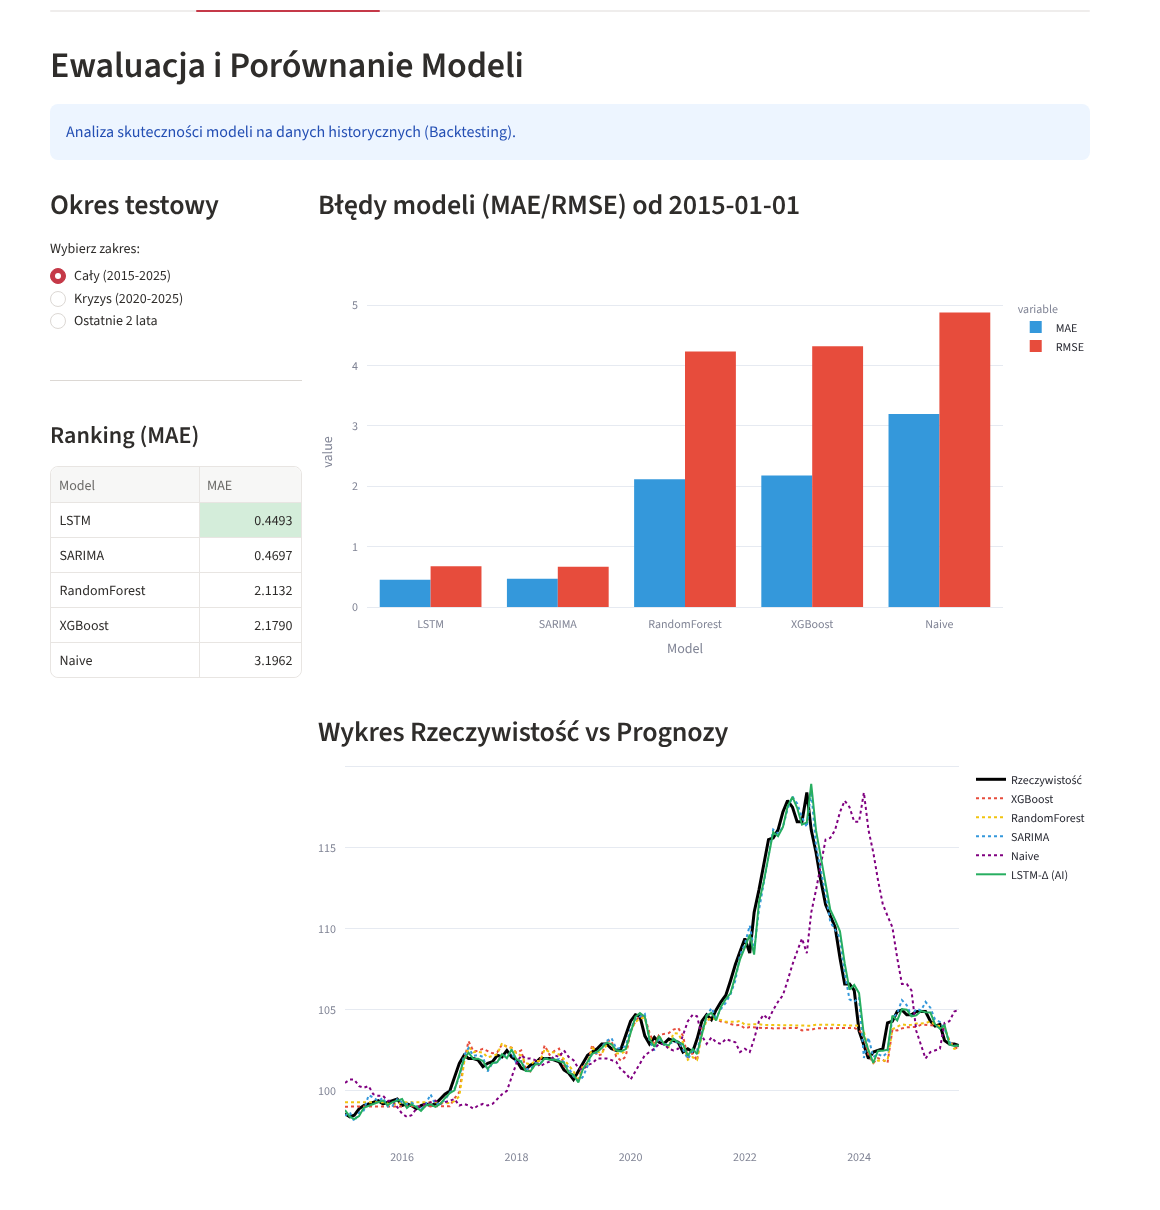 Ewaluacja i Porównanie Modeli
Analiza skuteczności modeli na danych historycznych (Backtesting).
Okres testowy
Wybierz zakres:
Cały (2015-2025)
Kryzys (2020-2025)
Ostatnie 2 lata
Ranking (MAE)
Model MAE
LSTM 0.4493
SARIMA 0.4697
RandomForest 2.1132
XGBoost 2.1790
Naive 3.1962
Błędy modeli (MAE/RMSE) od 2015-01-01
5
4
3
2
1
0
value
LSTM SARIMA RandomForest XGBoost Naive
Model
variable
MAE
RMSE
Wykres Rzeczywistość vs Prognozy
115
110
105
100
2016 2018 2020 2022 2024
Rzeczywistość
XGBoost
RandomForest
SARIMA
Naive
LSTM-Δ (AI)